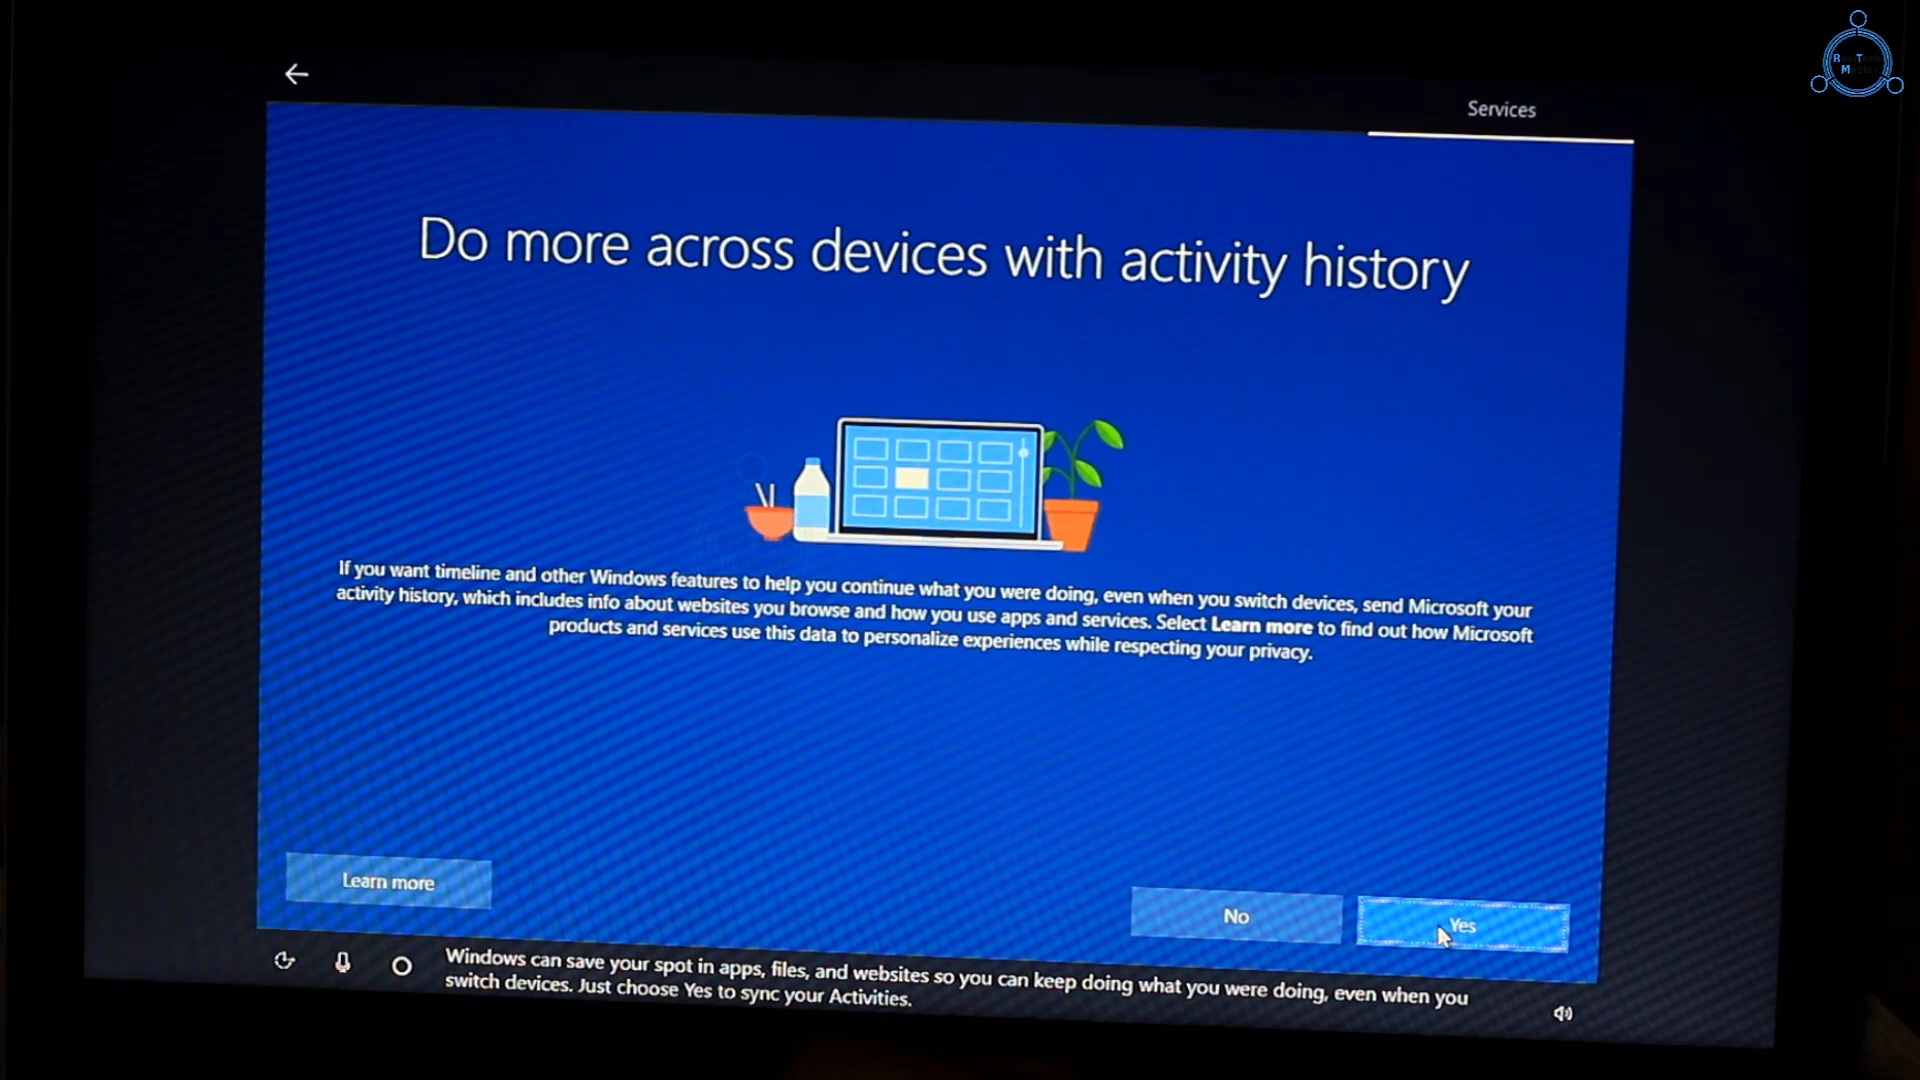 Services
Do more across devices with activity history
If you want timeline and other Windows features to help you continue what you were doing, even when you switch devices, send Microsoft your
activity history, which includes info about websites you browse and how you use apps and services. Select Learn more to find out how Microsoft
products and services use this data to personalize experiences while respecting your privacy.
Learn more
No
Yes
Windows can save your spot in apps, files, and websites so you can keep doing what you were doing, even when you
switch devices. Just choose Yes to sync your Activities.